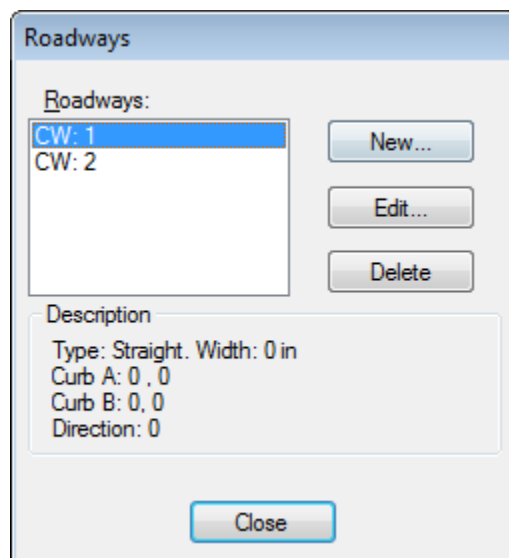 Roadways
Roadways:
CW: 1
CW: 2
New...
Edit...
Delete
Description
Type: Straight. Width: 0 in
Curb A: 0 , 0
Curb B: 0, 0
Direction: 0
Close